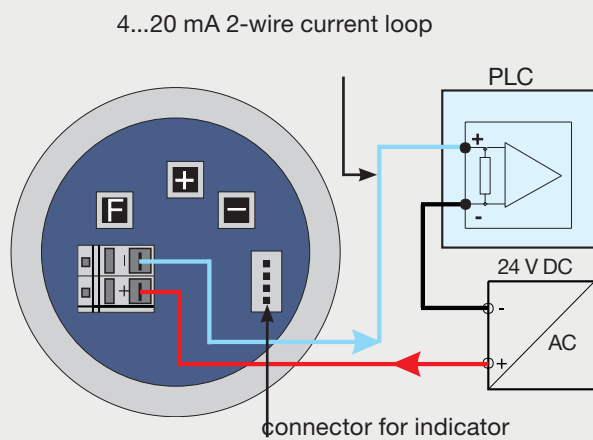 4...20 mA 2-wire current loop
PLC
+
-
+
F
−
I
+
24 V DC
-
AC
+
connector for indicator